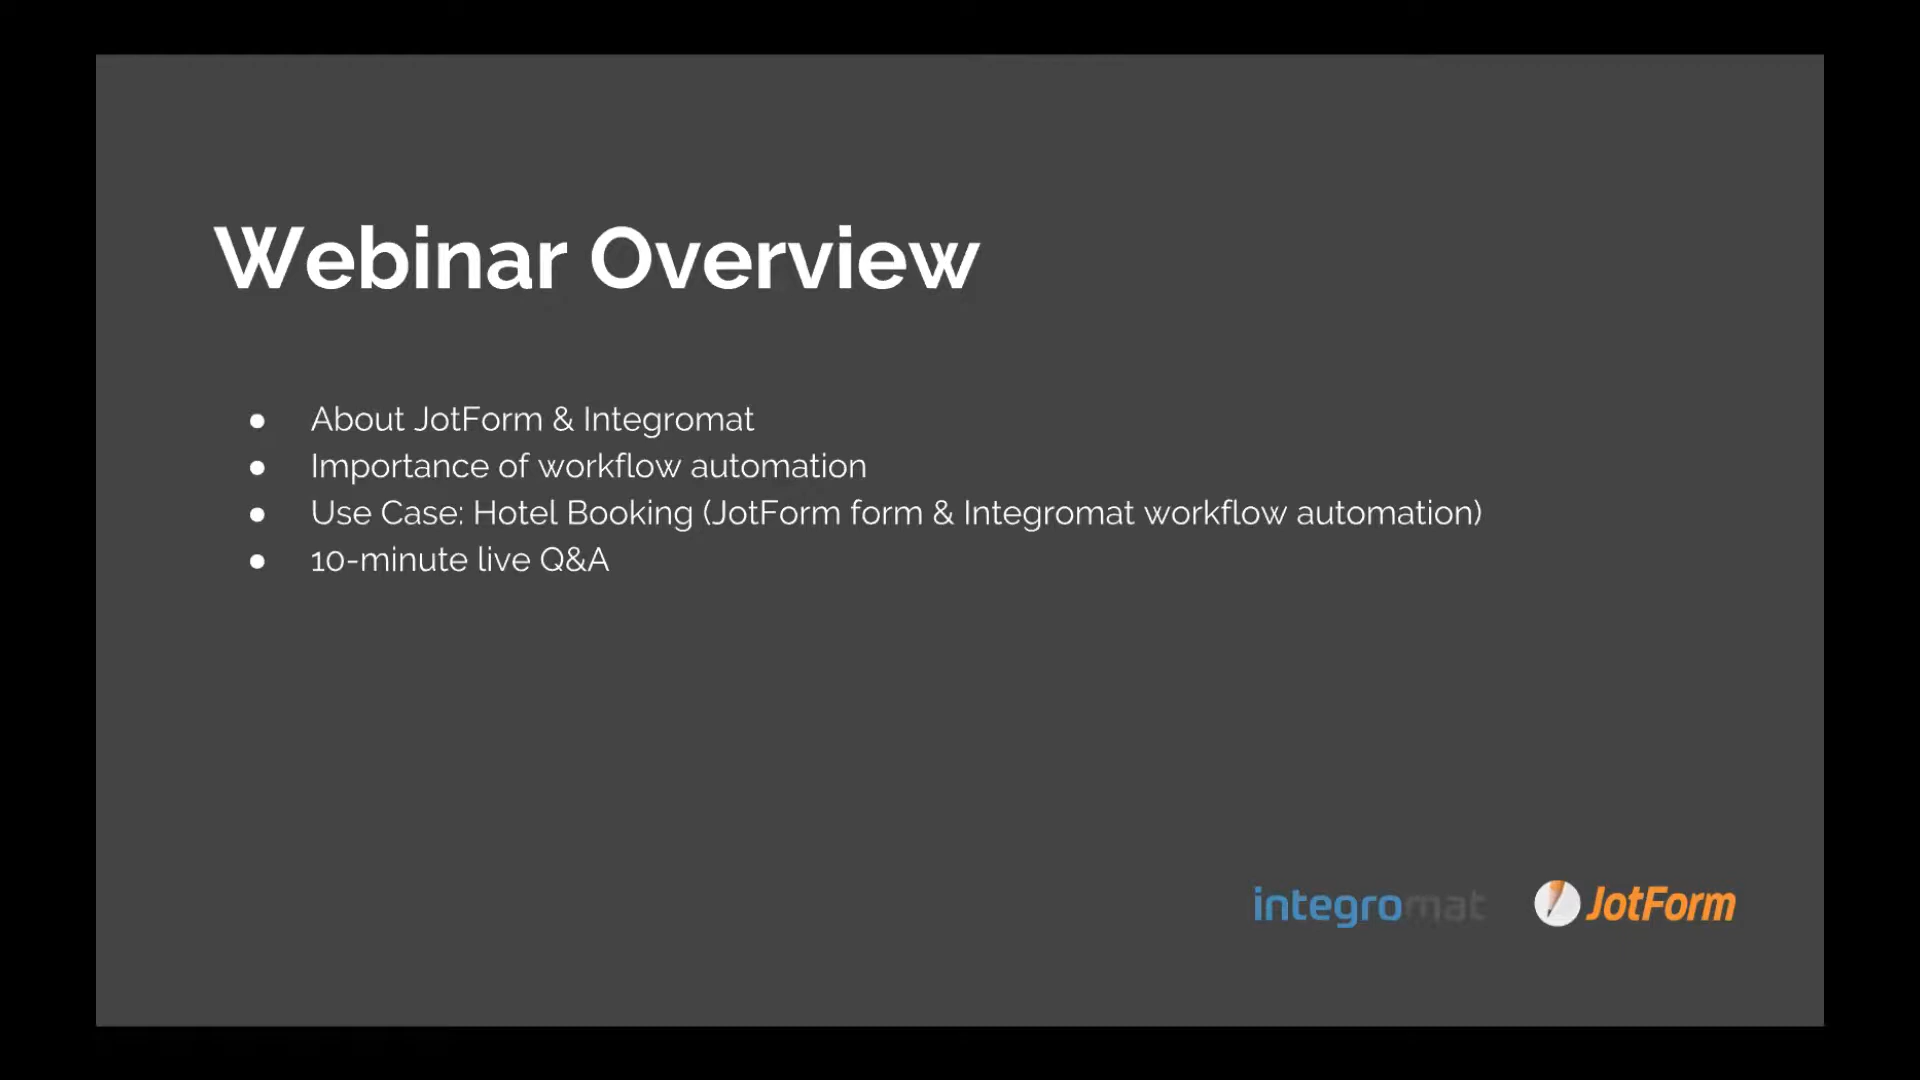 Webinar Overview
● About JotForm & Integromat
● Importance of workflow automation
● Use Case: Hotel Booking (JotForm form & Integromat workflow automation)
● 10-minute live Q&A
integromat JotForm